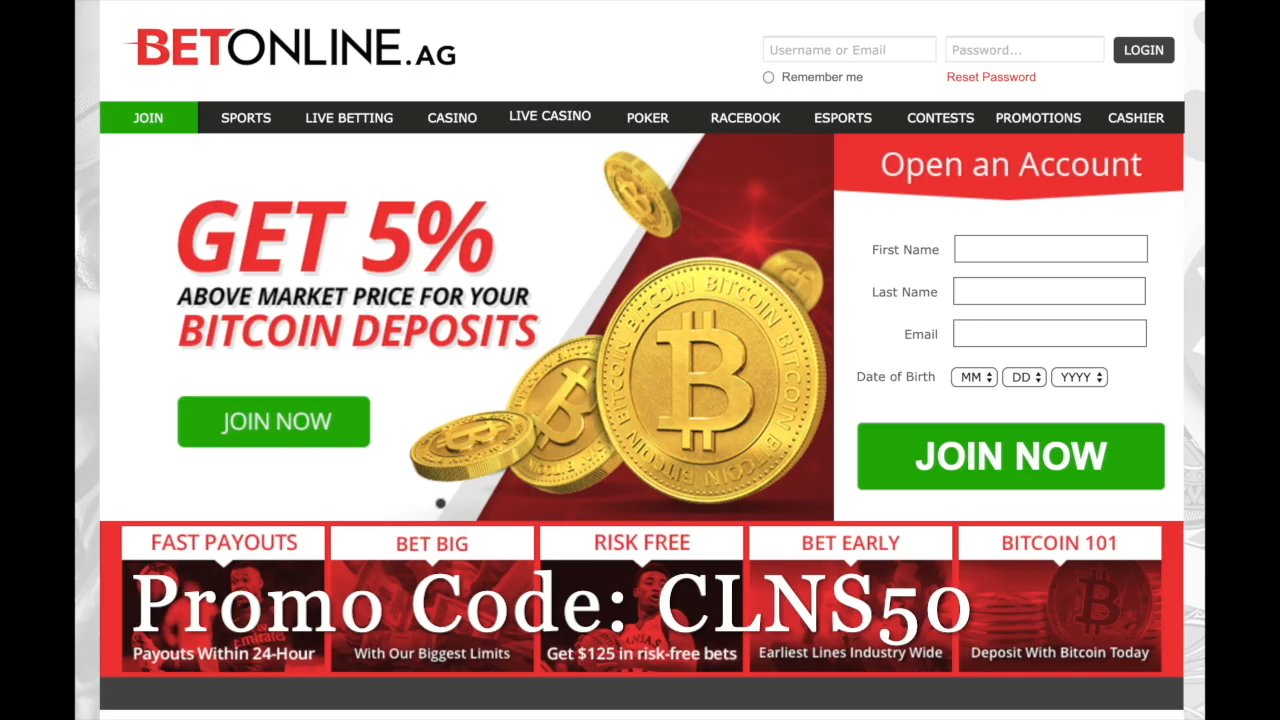 BETONLINE.AG
Username or Email
Password...
LOGIN
Remember me
Reset Password
JOIN
SPORTS
LIVE BETTING
CASINO
LIVE CASINO
POKER
RACEBOOK
ESPORTS
CONTESTS
PROMOTIONS
CASHIER
GET 5%
ABOVE MARKET PRICE FOR YOUR
BITCOIN DEPOSITS
JOIN NOW
BITCOIN BITCOIN BITCOIN BITCOIN
Open an Account
First Name
Last Name
Email
Date of Birth
MM
DD
YYYY
JOIN NOW
FAST PAYOUTS
BET BIG
RISK FREE
BET EARLY
BITCOIN 101
Promo Code: CLNS50
Payouts Within 24-Hour
With Our Biggest Limits
Get $125 in risk-free bets
Earliest Lines Industry Wide
Deposit With Bitcoin Today